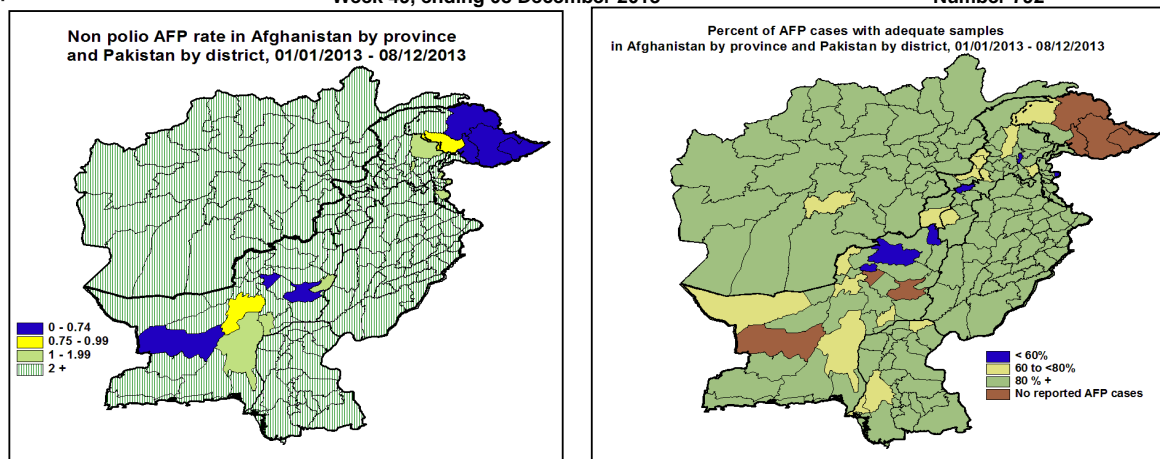 Non polio AFP rate in Afghanistan by province
and Pakistan by district, 01/01/2013 - 08/12/2013
0 - 0.74
0.75 - 0.99
1 - 1.99
2 +
Percent of AFP cases with adequate samples
in Afghanistan by province and Pakistan by district, 01/01/2013 - 08/12/2013
< 60%
60 to <80%
80 % +
No reported AFP cases